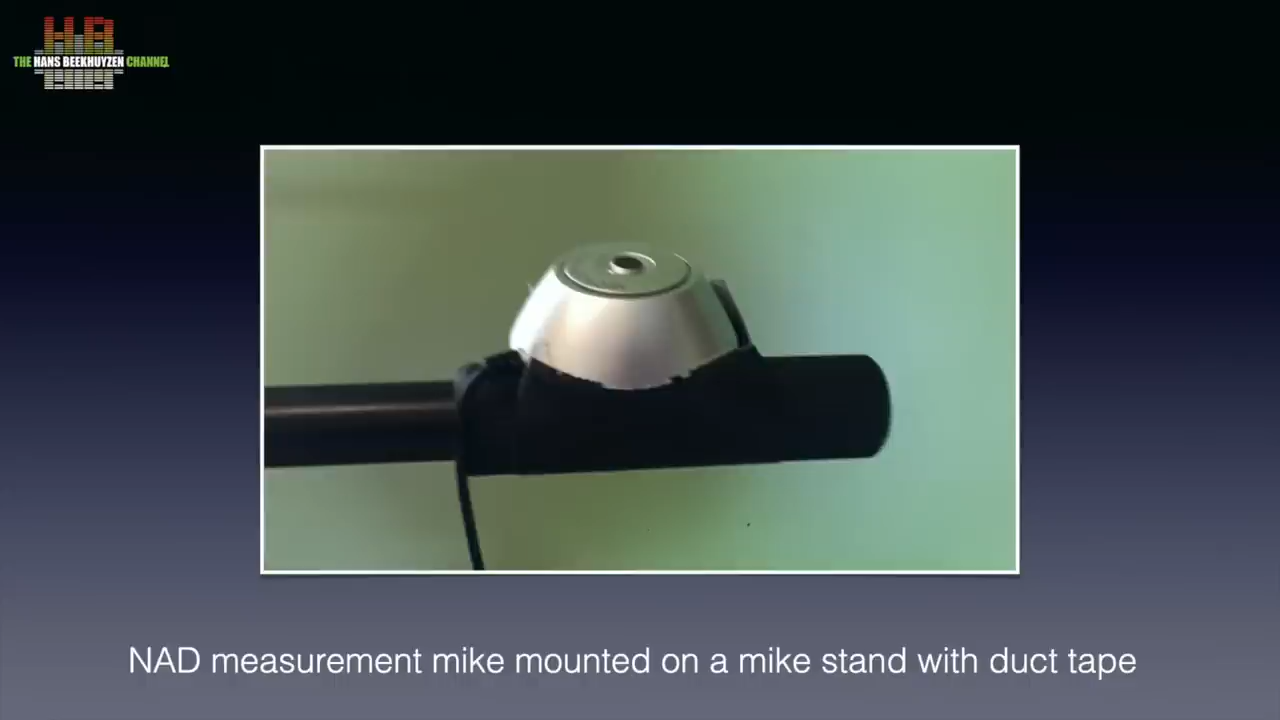 THE HANS BEEKHUYZEN CHANNEL
NAD measurement mike mounted on a mike stand with duct tape